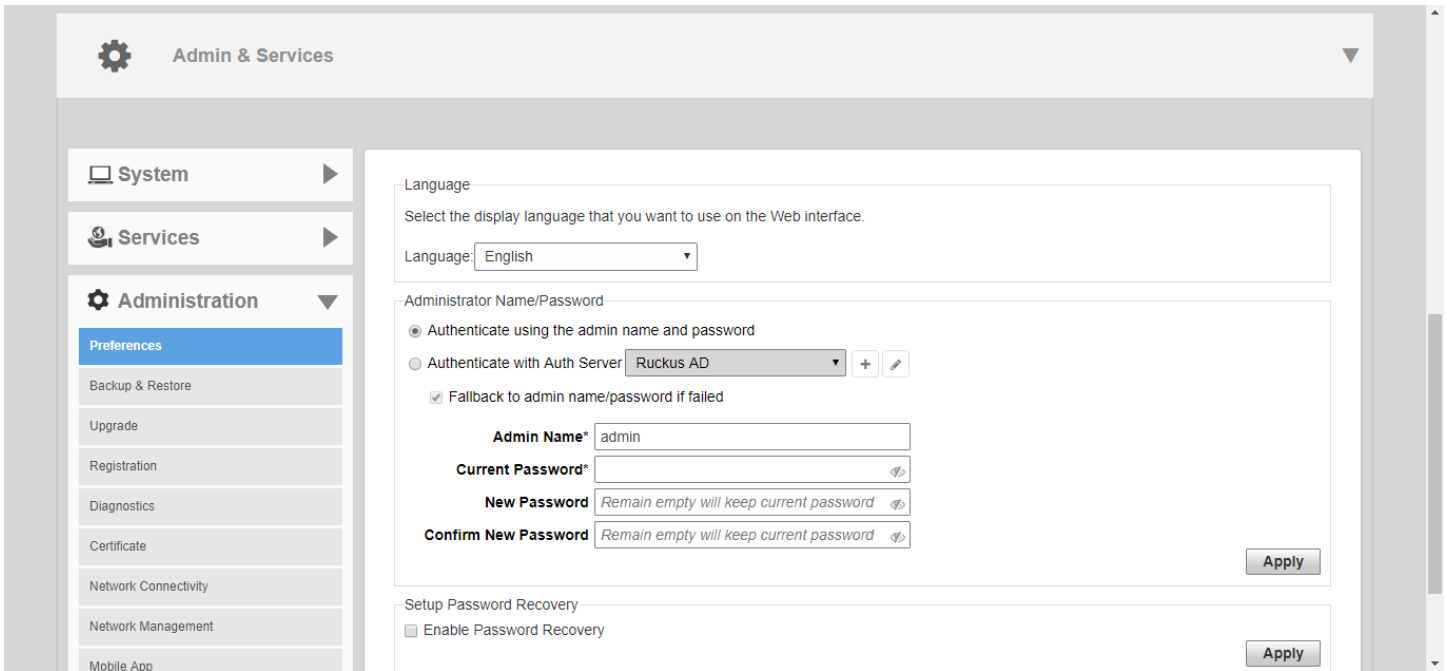 Admin & Services
System
Services
Administration
Preferences
Backup & Restore
Upgrade
Registration
Diagnostics
Certificate
Network Connectivity
Network Management
Mobile App
Language
Select the display language that you want to use on the Web interface.
Language: English
Administrator Name/Password
Authenticate using the admin name and password
Authenticate with Auth Server Ruckus AD
Fallback to admin name/password if failed
Admin Name* admin
Current Password*
New Password Remain empty will keep current password
Confirm New Password Remain empty will keep current password
Apply
Setup Password Recovery
Enable Password Recovery
Apply